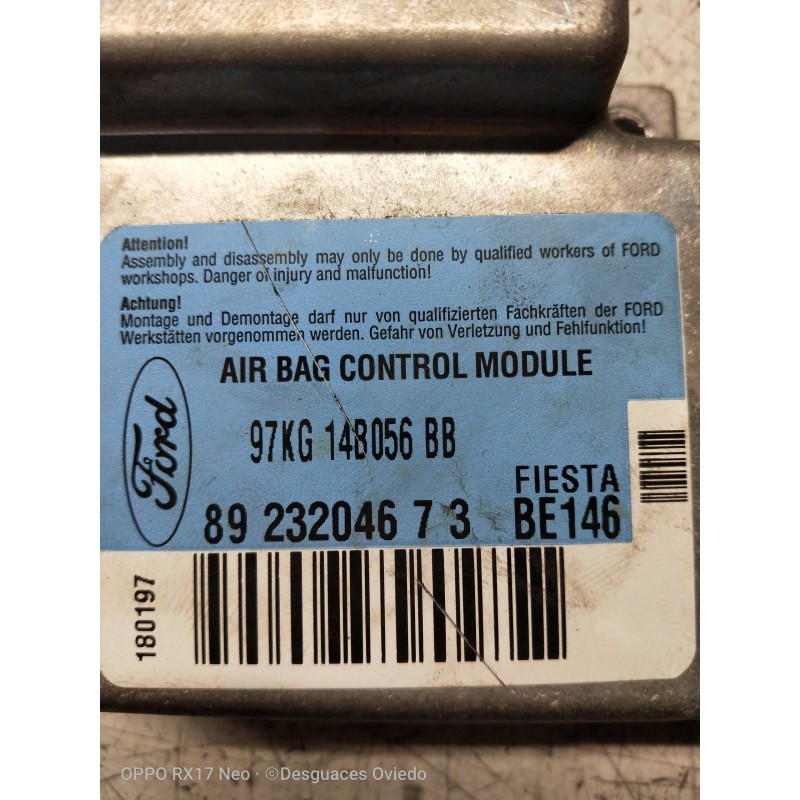 Attention!
Assembly and disassembly may only be done by qualified workers of FORD
workshops. Danger of injury and malfunction!
Achtung!
Montage und Demontage darf nur von qualifizierten Fachkräften der FORD
Werkstätten vorgenommen werden. Gefahr von Verletzung und Fehlfunktion!
AIR BAG CONTROL MODULE
Ford
97KG 14B056 BB
FIESTA
89 232046 7 3 BE146
180197
OPPO RX17 Neo · ©Desguaces Oviedo